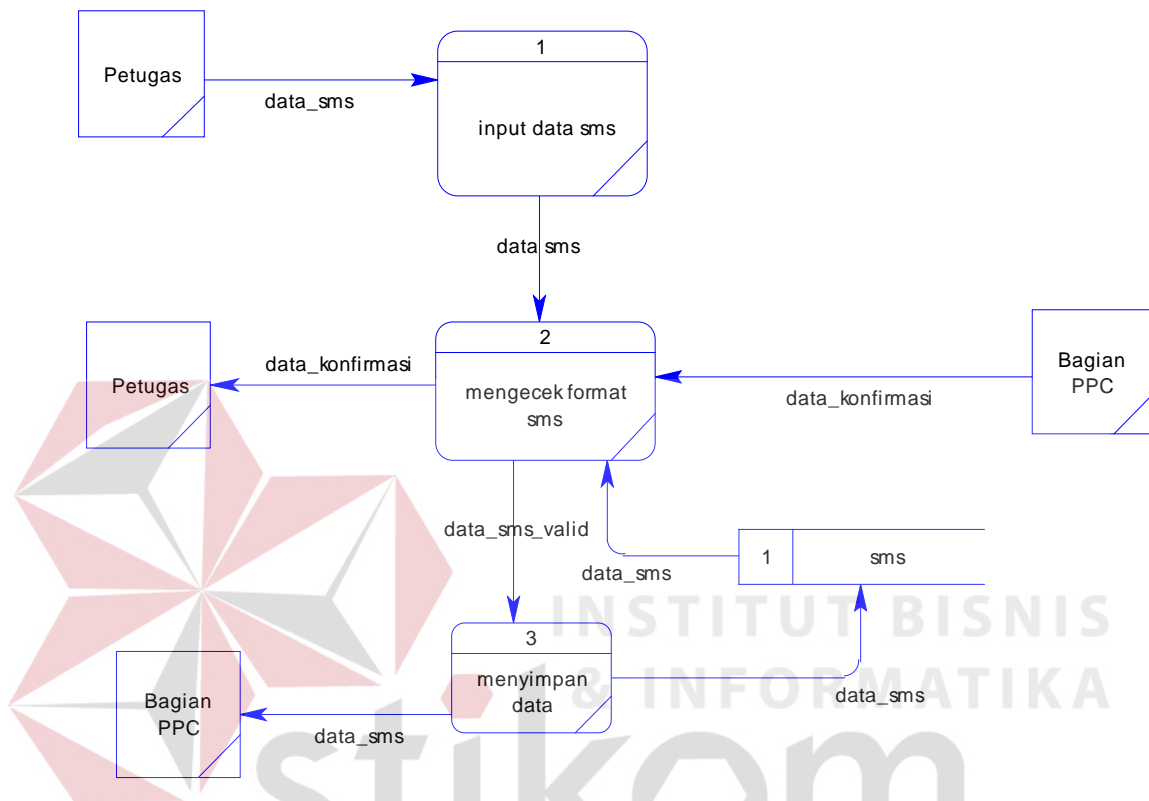 1
Petugas
data_sms
input data sms
data sms
2
data_konfirmasi
Petugas
mengecek format
sms
Bagian
PPC
data_konfirmasi
data_sms_valid
1
sms
data_sms
INSTITUT BISNIS
& INFORMATIKA
3
menyimpan
data
data_sms
Bagian
PPC
data_sms
stikom